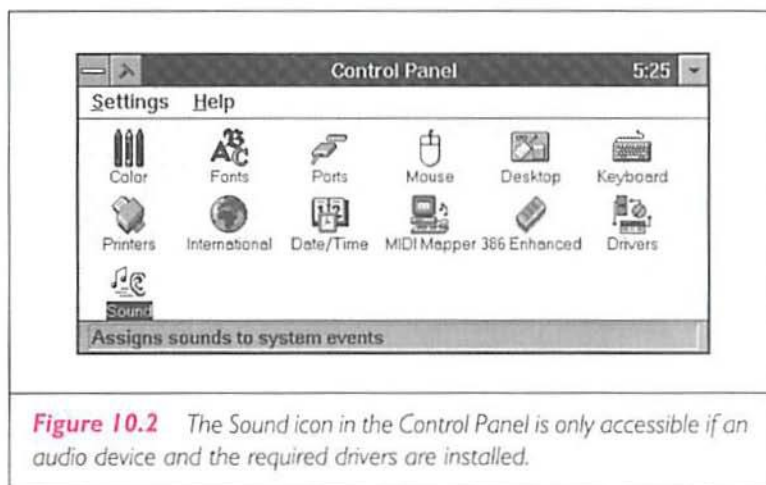 Control Panel 5:25
Settings Help
Color Fonts Ports Mouse Desktop Keyboard
Printers International Date/Time MIDI Mapper 386 Enhanced Drivers
Sound
Assigns sounds to system events
Figure 10.2 The Sound icon in the Control Panel is only accessible if an
audio device and the required drivers are installed.